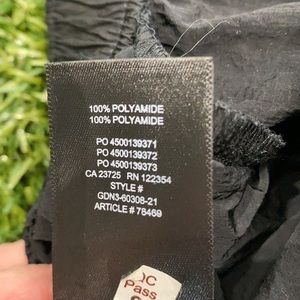 100% POLYAMIDE
100% POLYAMIDE
PO 4500139371
PO 4500139372
PO 4500139373
CA 23725 RN 122354
STYLE #
GDN3-60308-21
ARTICLE # 78469
QC
Pass